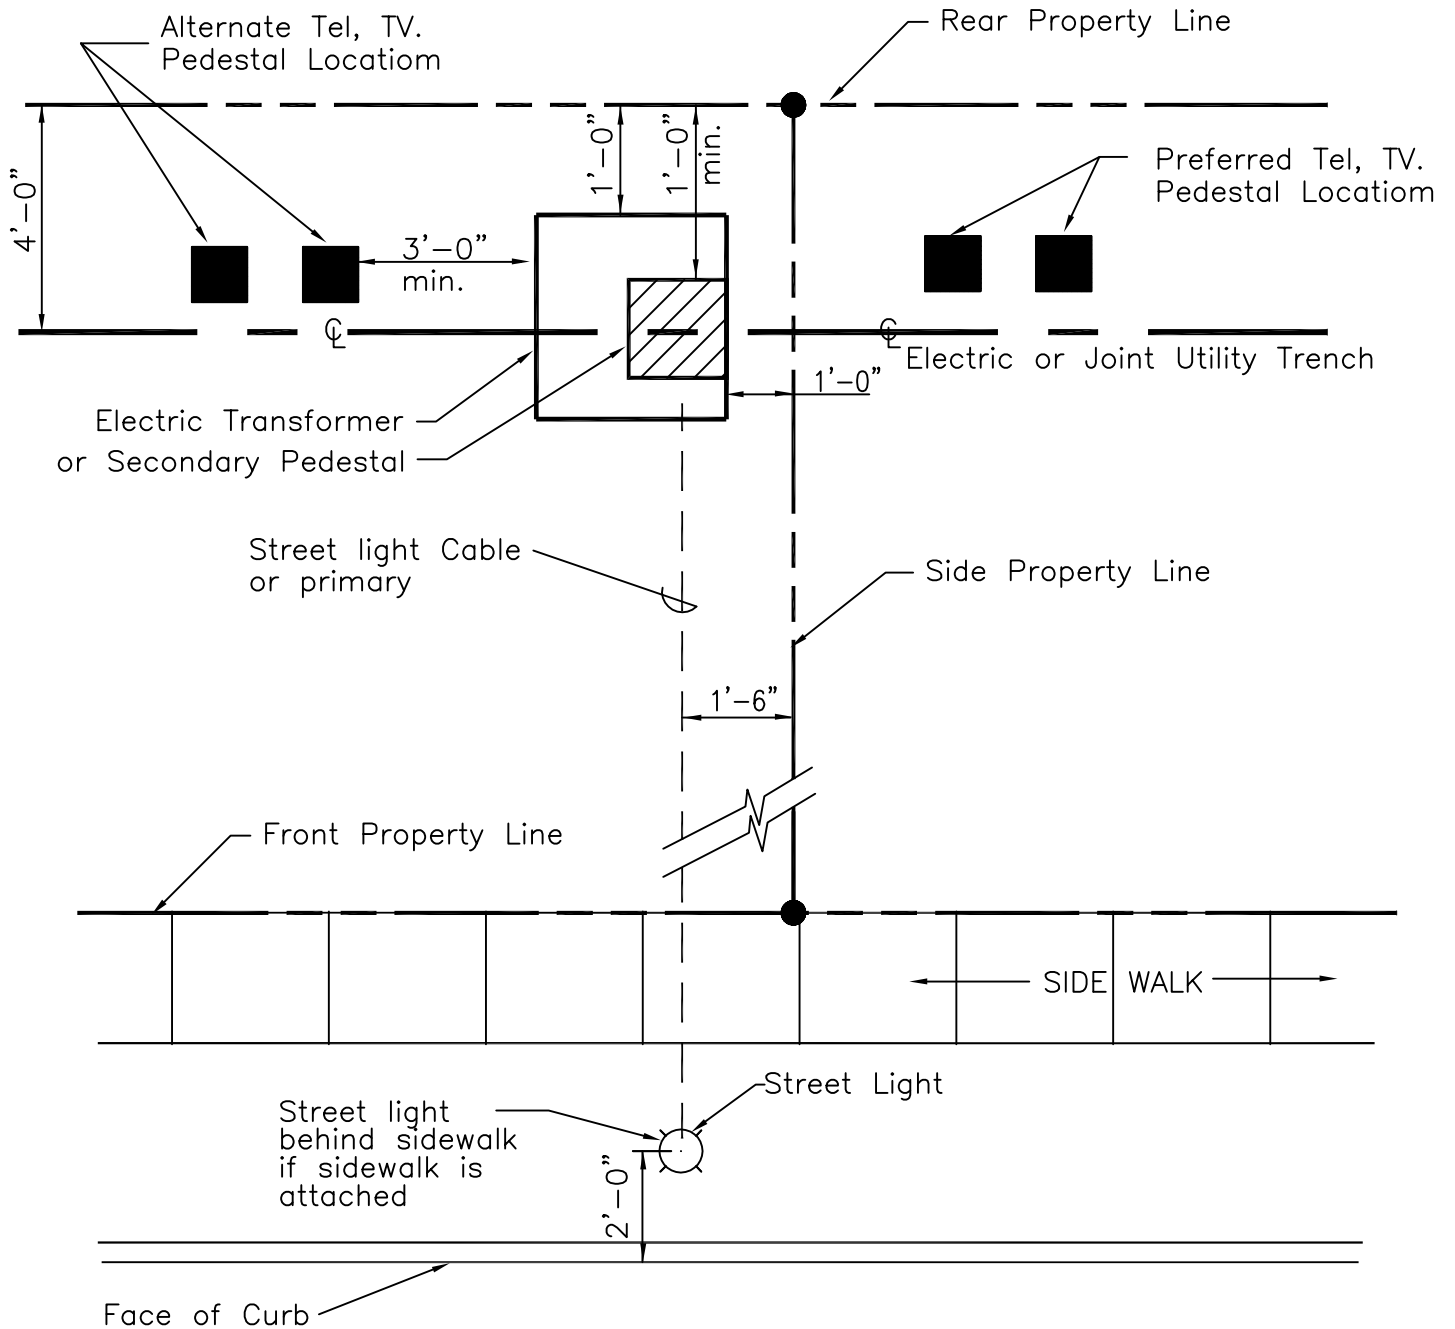 Alternate Tel, TV.
Pedestal Locatiom
Rear Property Line
1'-0"
1'-0"
min.
Preferred Tel, TV.
Pedestal Locatiom
4'-0"
3'-0"
min.
℄
℄
Electric or Joint Utility Trench
1'-0"
Electric Transformer
or Secondary Pedestal
Street light Cable
or primary
Side Property Line
1'-6"
Front Property Line
SIDE WALK
Street Light
Street light
behind sidewalk
if sidewalk is
attached
2'-0"
Face of Curb